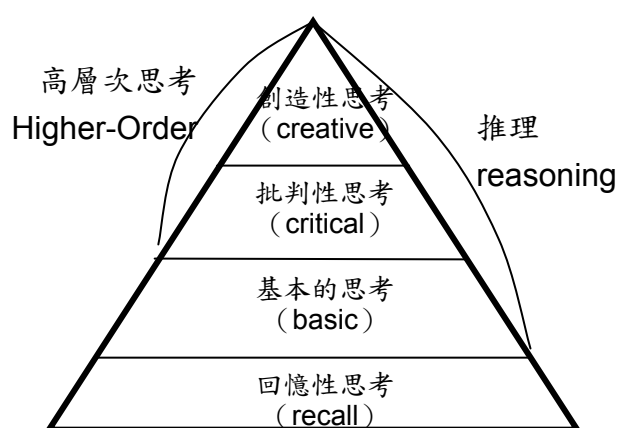 高層次思考
Higher-Order
創造性思考
（creative）
推理
reasoning
批判性思考
（critical）
基本的思考
（basic）
回憶性思考
（recall）